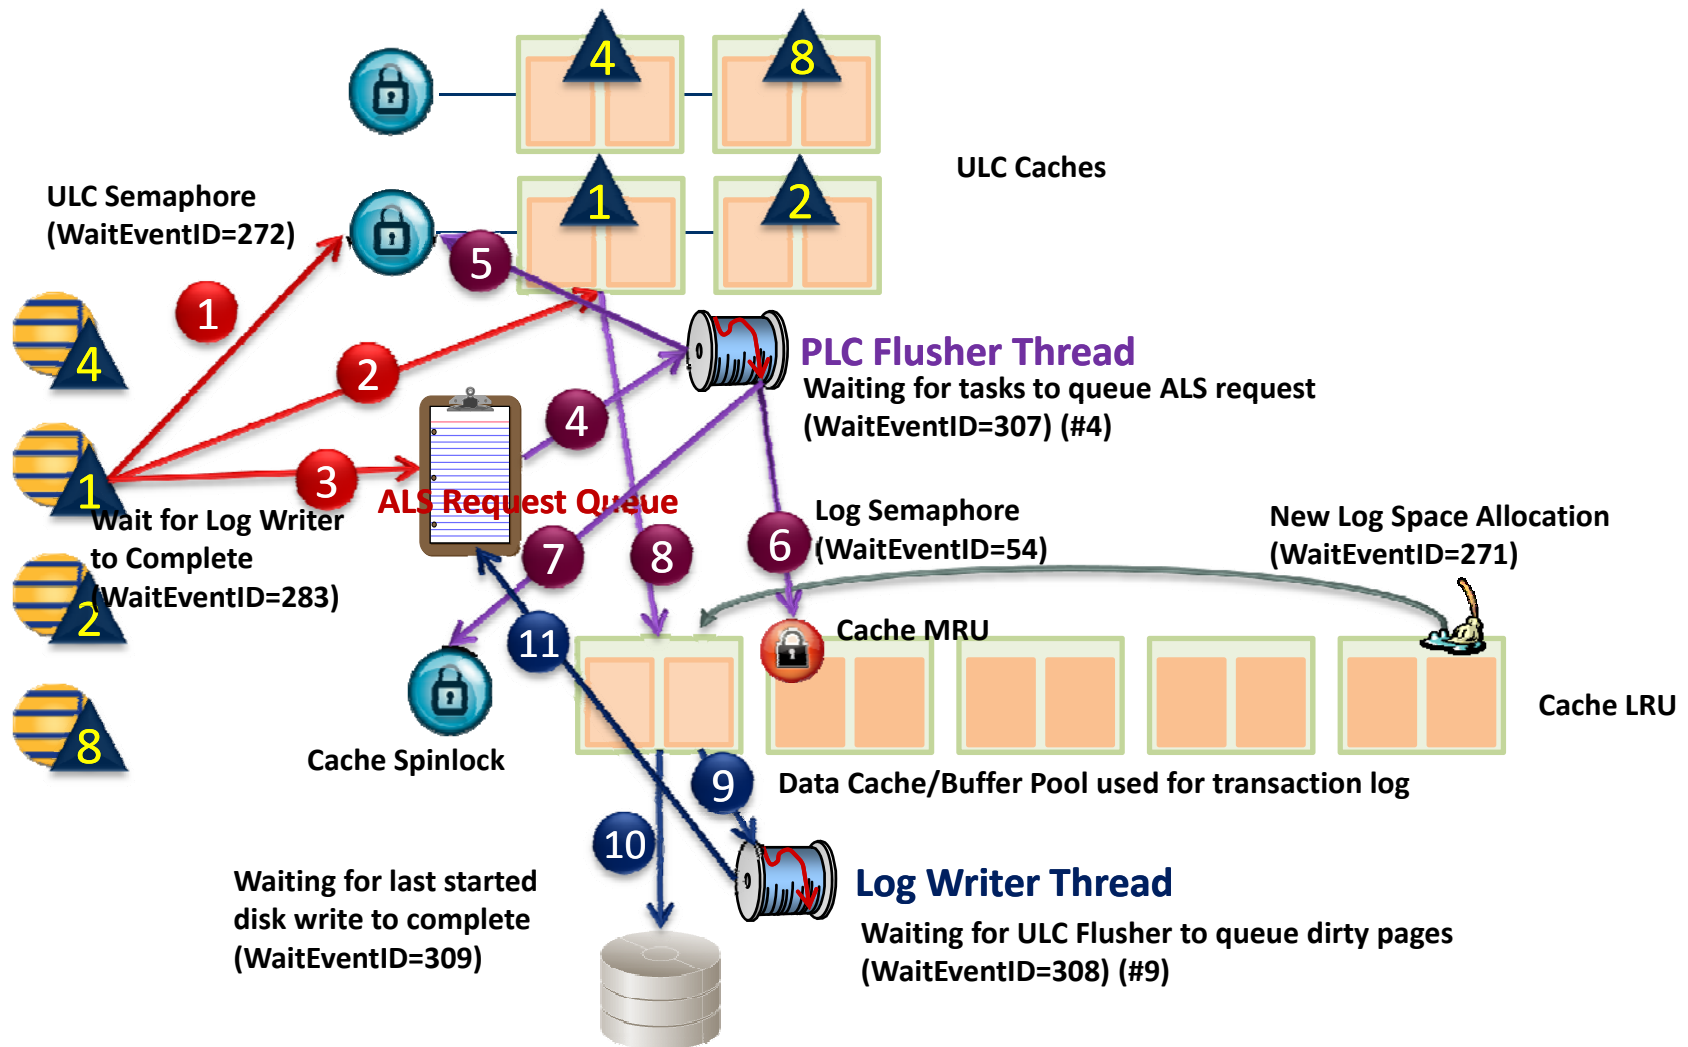 4
8
ULC Caches
1
2
ULC Semaphore
(WaitEventID=272)
5
1
4
2
PLC Flusher Thread
Waiting for tasks to queue ALS request
(WaitEventID=307) (#4)
4
1
3
ALS Request Queue
Wait for Log Writer
to Complete
(WaitEventID=283)
Log Semaphore
(WaitEventID=54)
New Log Space Allocation
(WaitEventID=271)
7
8
6
2
11
Cache MRU
8
Cache LRU
Cache Spinlock
9
Data Cache/Buffer Pool used for transaction log
10
Waiting for last started
disk write to complete
(WaitEventID=309)
Log Writer Thread
Waiting for ULC Flusher to queue dirty pages
(WaitEventID=308) (#9)